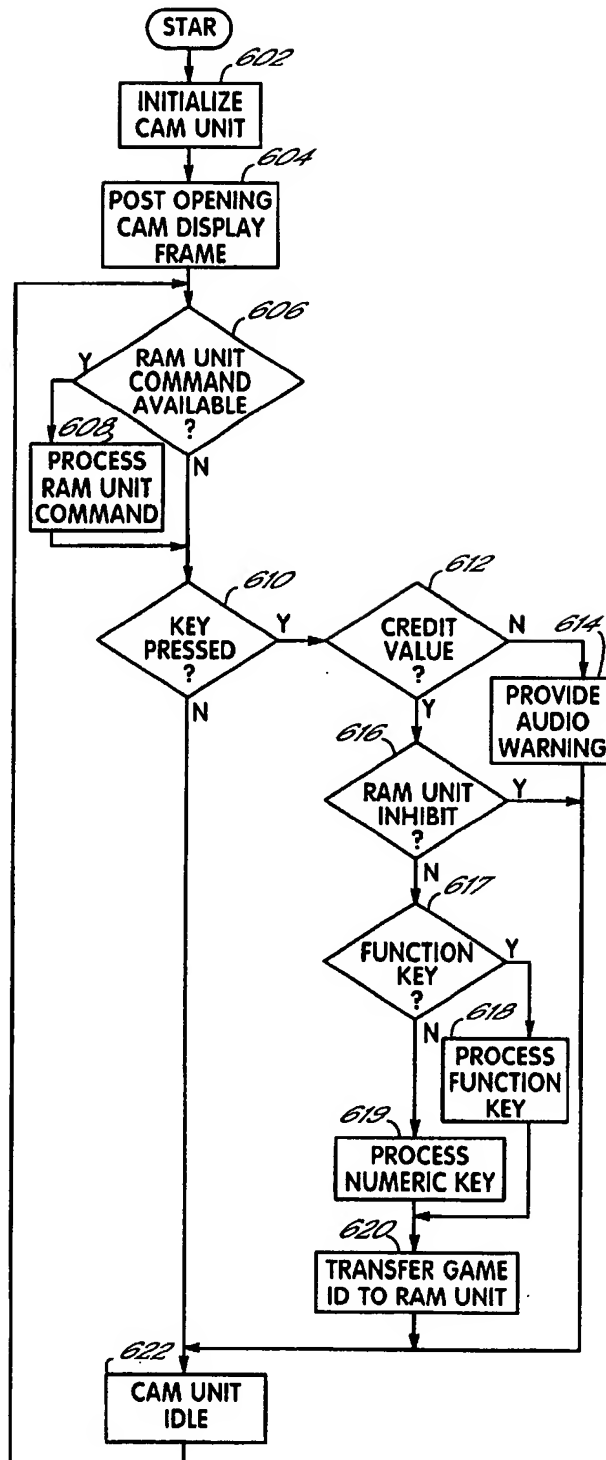 STAR
602
INITIALIZE
CAM UNIT
604
POST OPENING
CAM DISPLAY
FRAME
606
Y
RAM UNIT
COMMAND
AVAILABLE
?
608
N
PROCESS
RAM UNIT
COMMAND
610
KEY
PRESSED
?
Y
N
612
CREDIT
VALUE
?
N
Y
614
PROVIDE
AUDIO
WARNING
616
RAM UNIT
INHIBIT
?
Y
N
617
FUNCTION
KEY
?
Y
N
618
PROCESS
FUNCTION
KEY
619
PROCESS
NUMERIC KEY
620
TRANSFER GAME
ID TO RAM UNIT
622
CAM UNIT
IDLE